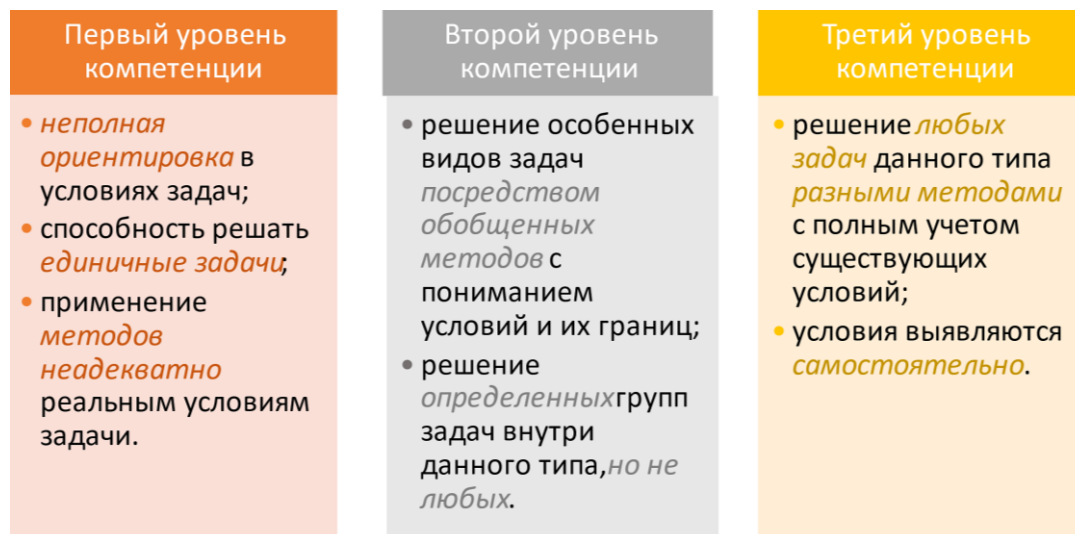 Первый уровень
компетенции
• неполная
ориентировка в
условиях задач;
• способность решать
единичные задачи;
• применение
методов
неадекватно
реальным условиям
задачи.
Второй уровень
компетенции
• решение особенных
видов задач
посредством
обобщенных
методов с
пониманием
условий и их границ;
• решение
определенныхгрупп
задач внутри
данного типа,но не
любых.
Третий уровень
компетенции
• решение любых
задач данного типа
разными методами
с полным учетом
существующих
условий;
• условия выявляются
самостоятельно.